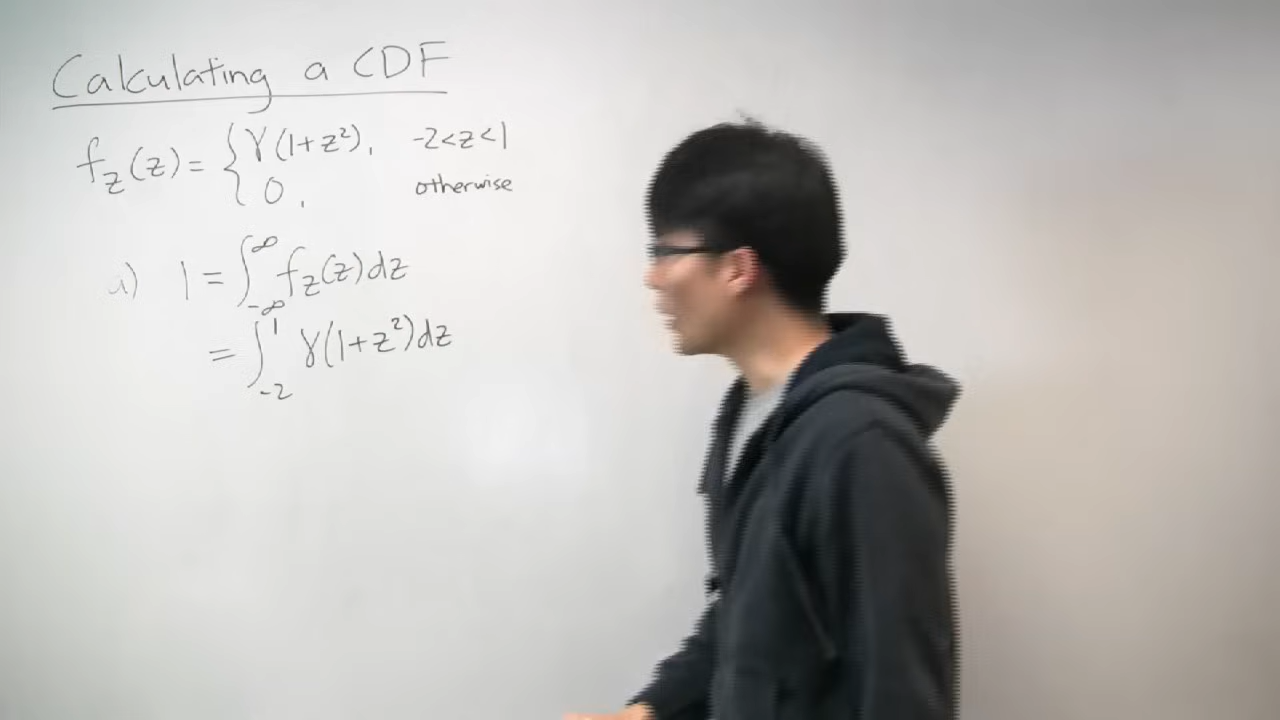 Calculating a CDF
f_Z(z) = { γ(1+z²), -2<z<1
0, otherwise
a) 1 = ∫_{-∞}^{∞} f_Z(z)dz
= ∫_{-2}^{1} γ(1+z²)dz